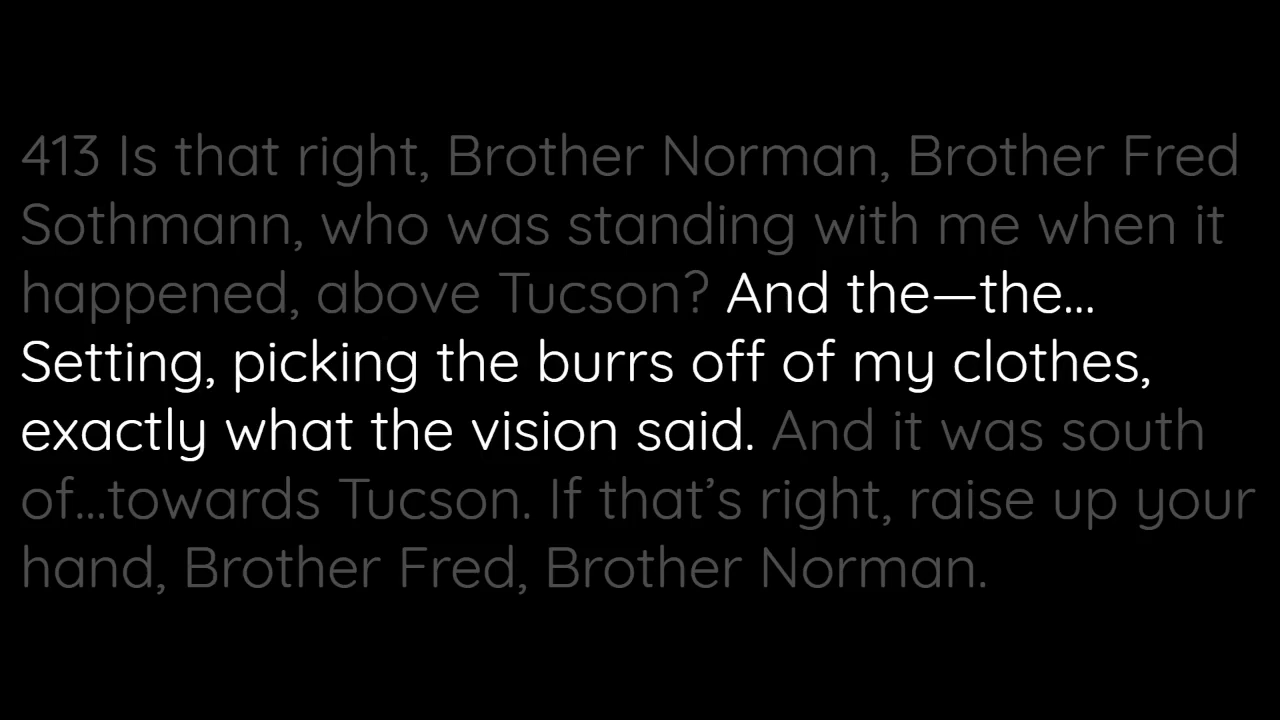 413 Is that right, Brother Norman, Brother Fred
Sothmann, who was standing with me when it
happened, above Tucson? And the—the...
Setting, picking the burrs off of my clothes,
exactly what the vision said. And it was south
of...towards Tucson. If that’s right, raise up your
hand, Brother Fred, Brother Norman.